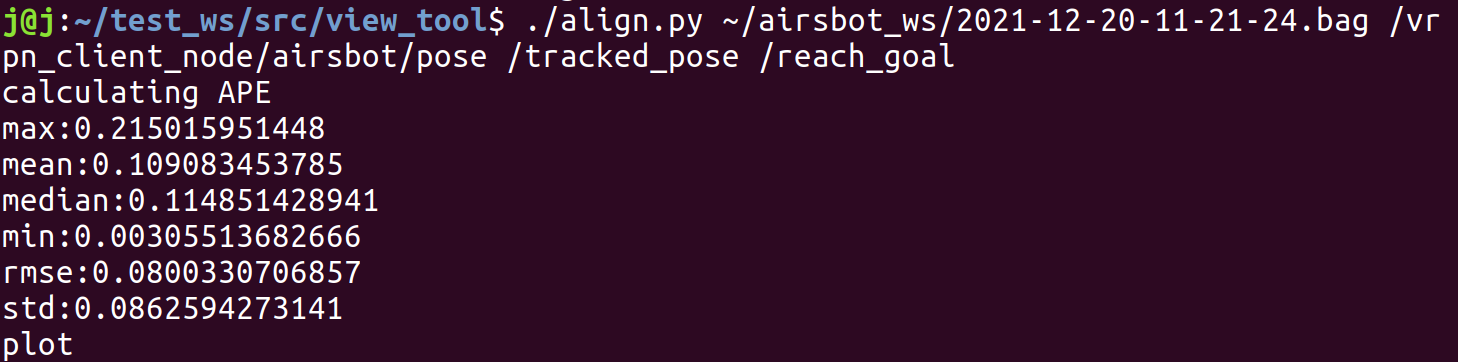 j@j:~/test_ws/src/view_tool$ ./align.py ~/airsbot_ws/2021-12-20-11-21-24.bag /vr
pn_client_node/airsbot/pose /tracked_pose /reach_goal
calculating APE
max:0.215015951448
mean:0.109083453785
median:0.114851428941
min:0.00305513682666
rmse:0.0800330706857
std:0.0862594273141
plot